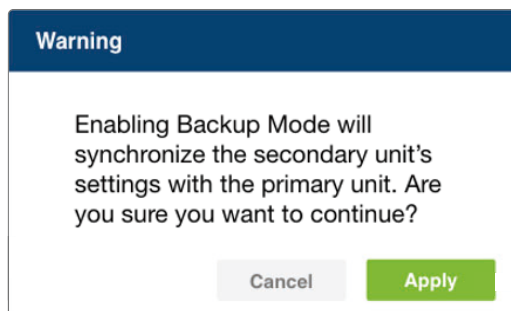 Warning
Enabling Backup Mode will
synchronize the secondary unit's
settings with the primary unit. Are
you sure you want to continue?
Cancel Apply